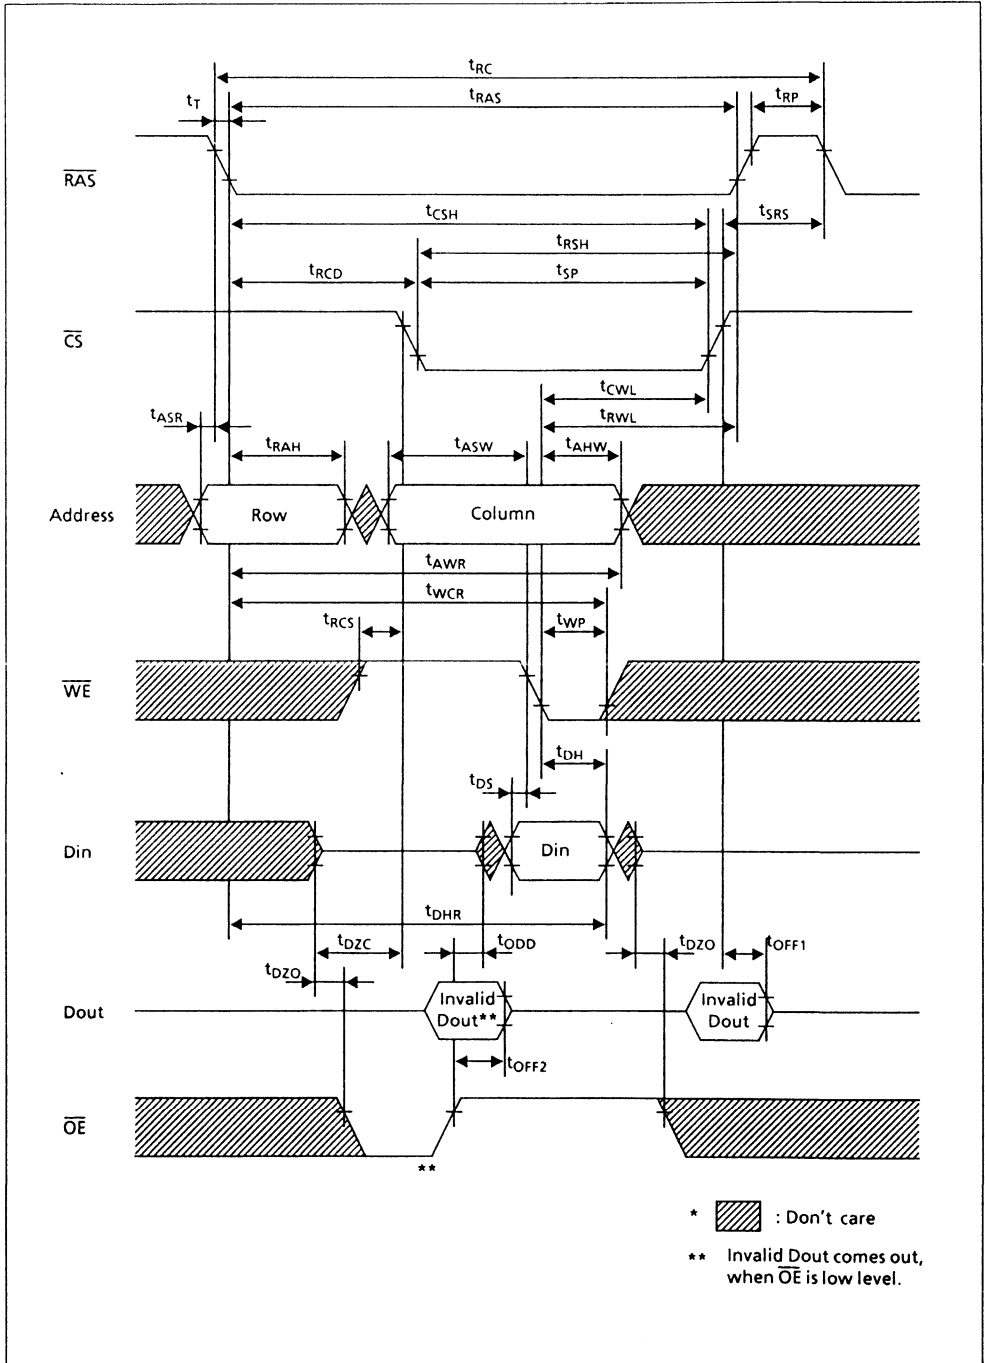 tRC
tRAS
tRP
tT
RAS
tCSH
tSRS
tRSH
tRCD
tSP
CS
tCWL
tASR
tRWL
tRAH
tASW
tAHW
Address
Row
Column
tAWR
tWCR
tRCS
tWP
WE
tDH
tDS
Din
Din
tDHR
tDZC
tODD
tDZO
tOFF1
tDZO
Dout
Invalid
Dout**
Invalid
Dout
tOFF2
OE
**
* : Don't care
** Invalid Dout comes out,
when OE is low level.